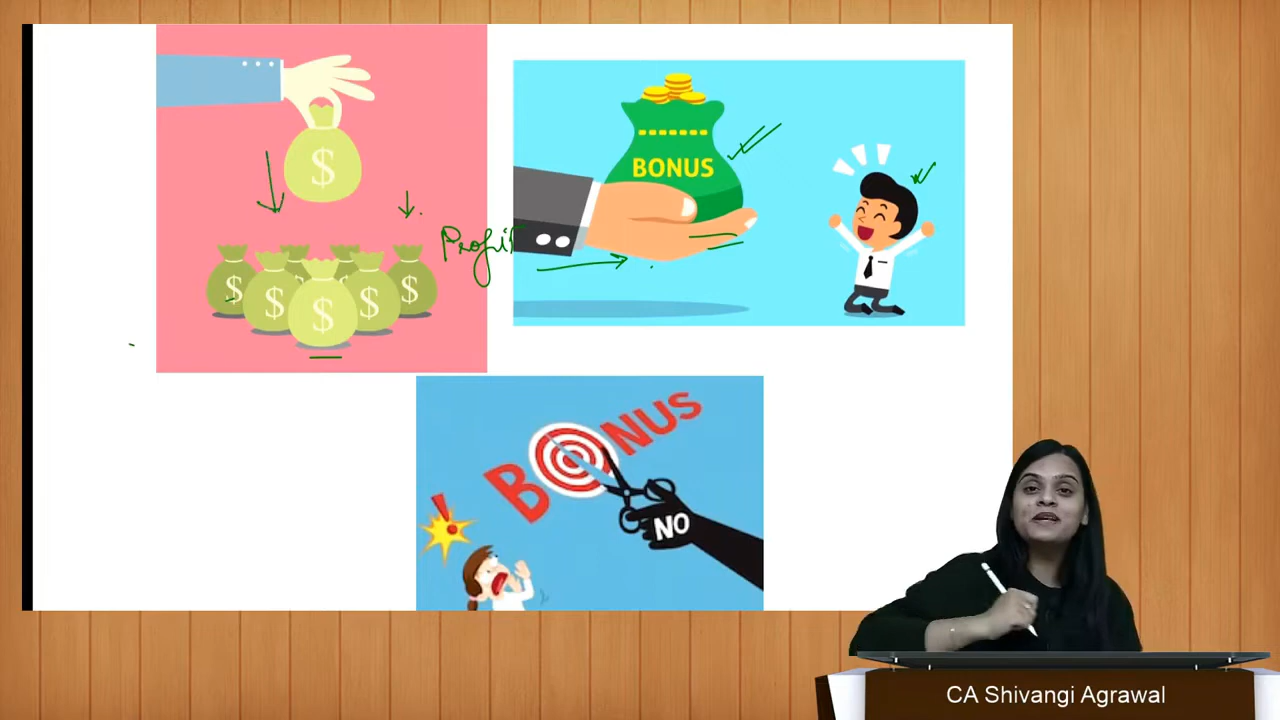 $
$ $ $ $ $
Profit
BONUS
BONUS
NO
CA Shivangi Agrawal